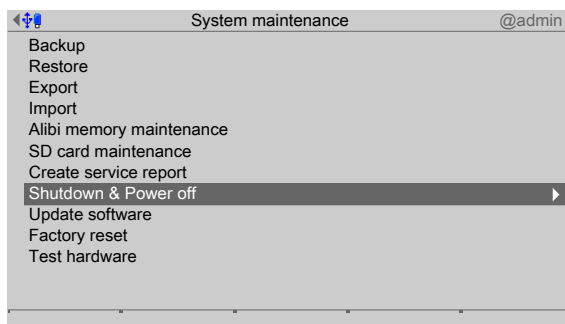 System maintenance @admin
Backup
Restore
Export
Import
Alibi memory maintenance
SD card maintenance
Create service report
Shutdown & Power off
Update software
Factory reset
Test hardware